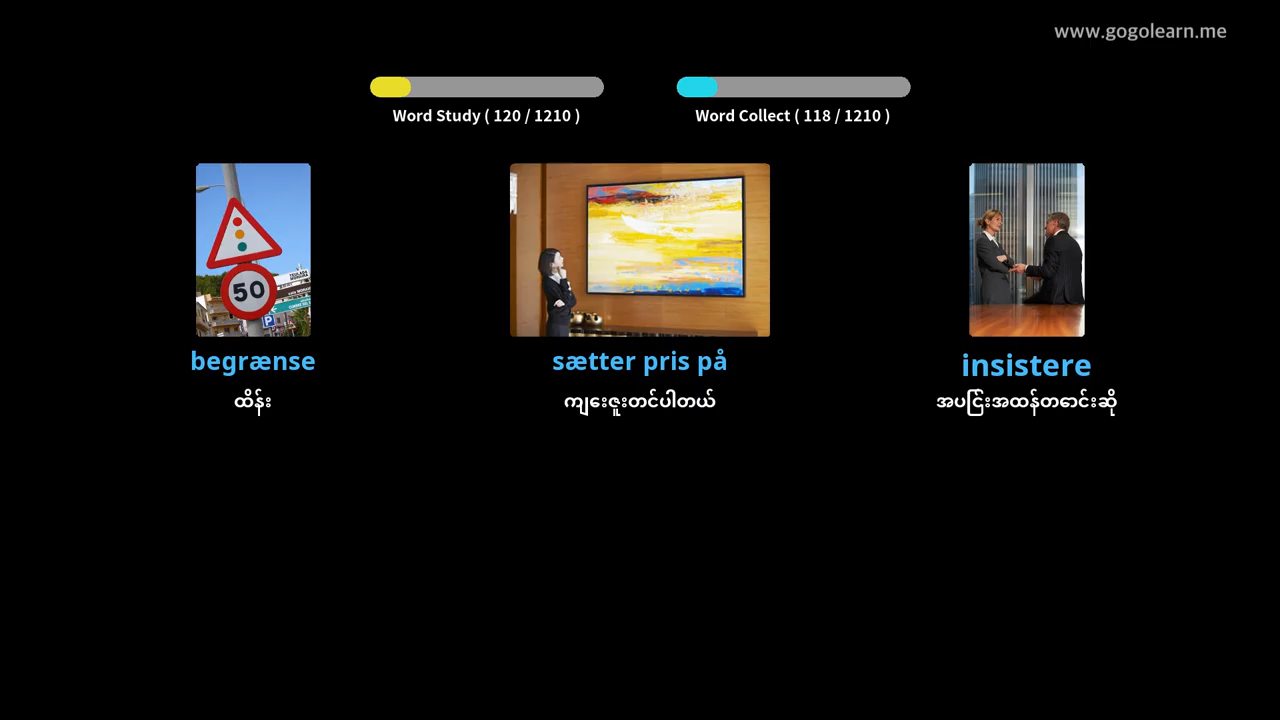 www.gogolearn.me
Word Study ( 120 / 1210 )
Word Collect ( 118 / 1210 )
50
P
begrænse
sætter pris på
insistere
ထိန်း
ကျေးဇူးတင်ပါတယ်
အပြင်းအထန်တောင်းဆို